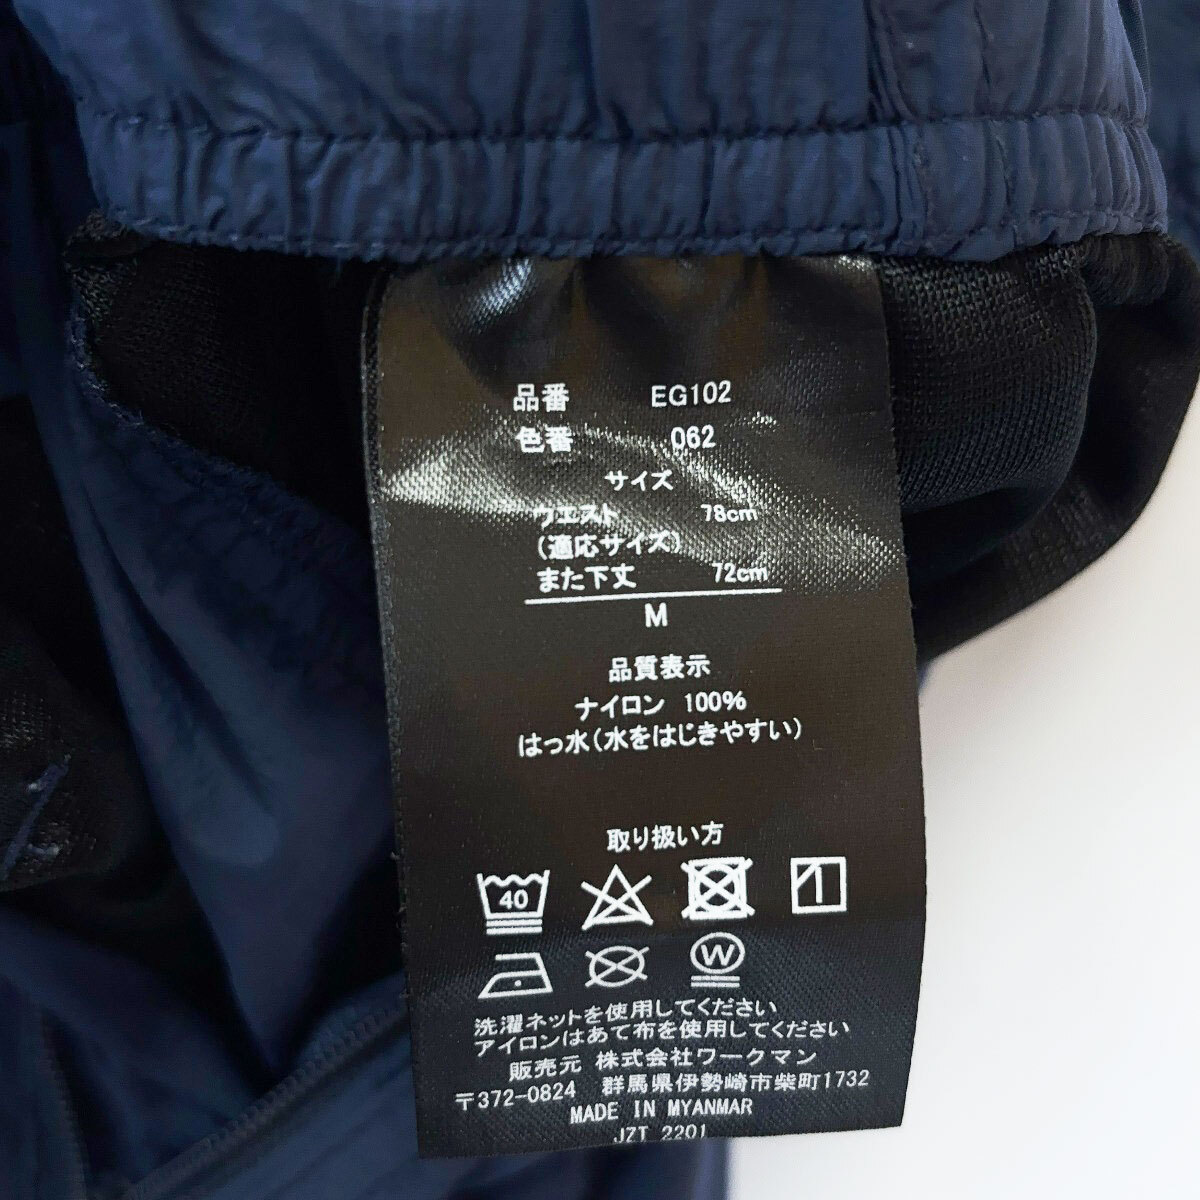 品番 EG102
色番 062
サイズ
ウエスト 78cm
(適応サイズ)
また下丈 72cm
M
品質表示
ナイロン 100%
はっ水(水をはじきやすい)
取り扱い方
40
W
洗濯ネットを使用してください
アイロンはあて布を使用してください
販売元 株式会社ワークマン
〒372-0824 群馬県伊勢崎市柴町1732
MADE IN MYANMAR
JZT 2201